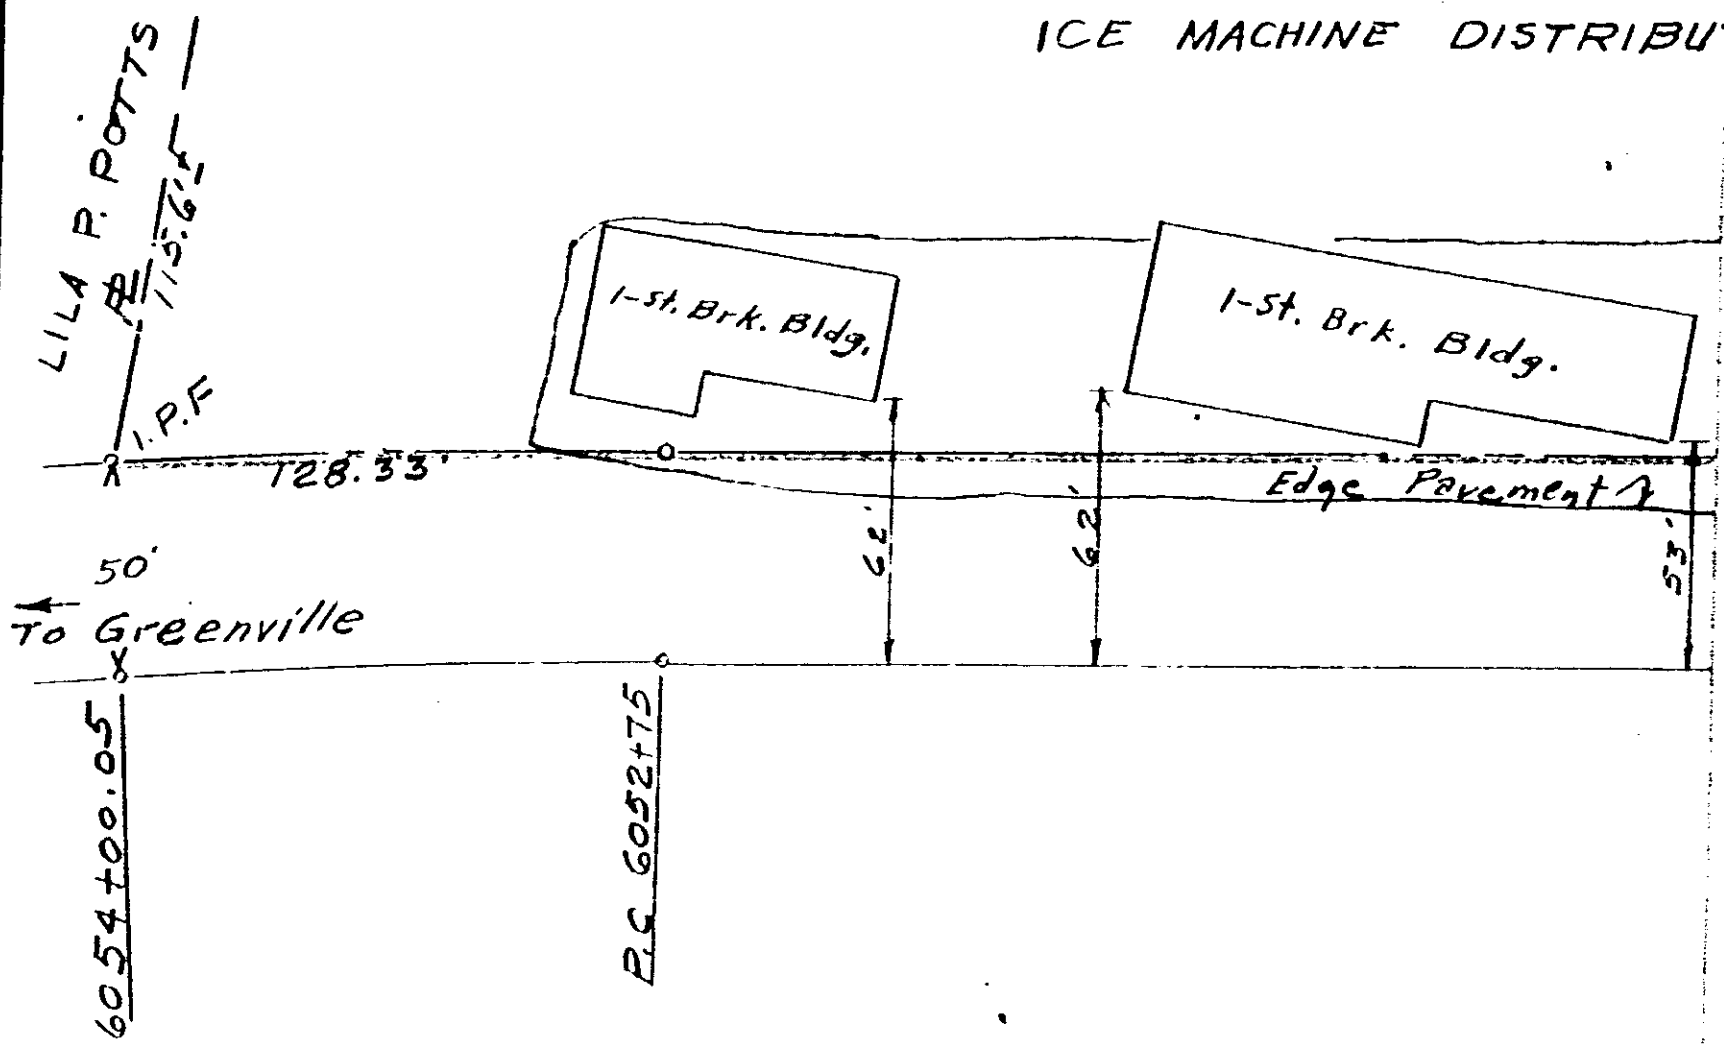 ICE MACHINE DISTRIBU
LILA P. POTTS
115.6'±
1-St. Brk. Bldg.
1-St. Brk. Bldg.
I.P.F
128.33'
Edge Pavement
62'
62'
53'
50'
To Greenville
6054+00.05
P.C 6052+75